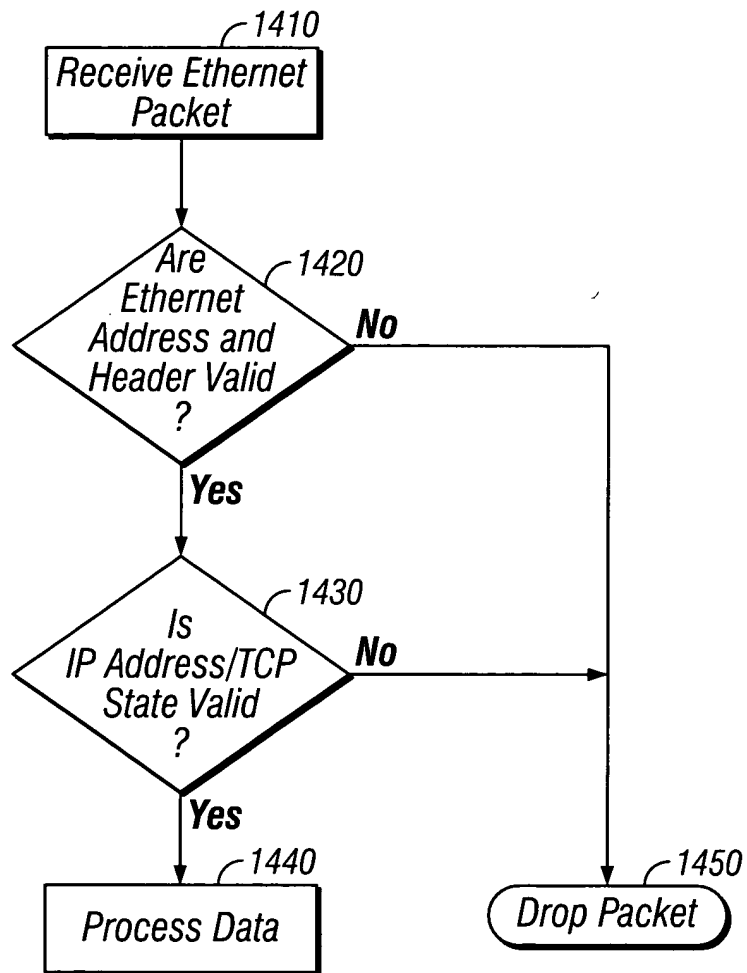 1410
Receive Ethernet
Packet
1420
Are
Ethernet
Address and
Header Valid
?
No
Yes
1430
Is
IP Address/TCP
State Valid
?
No
Yes
1440
Process Data
1450
Drop Packet